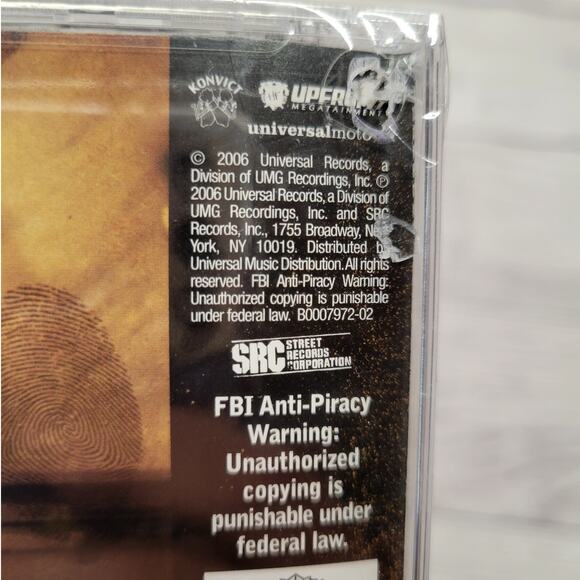 KONVICT
UPFRONT
MEGATAINMENT
universalmoto
© 2006 Universal Records, a
Division of UMG Recordings, Inc. ℗
2006 Universal Records, a Division of
UMG Recordings, Inc. and SRC
Records, Inc., 1755 Broadway, New
York, NY 10019. Distributed by
Universal Music Distribution. All rights
reserved. FBI Anti-Piracy Warning:
Unauthorized copying is punishable
under federal law. B0007972-02
SRC STREET
RECORDS
CORPORATION
FBI Anti-Piracy
Warning:
Unauthorized
copying is
punishable under
federal law.